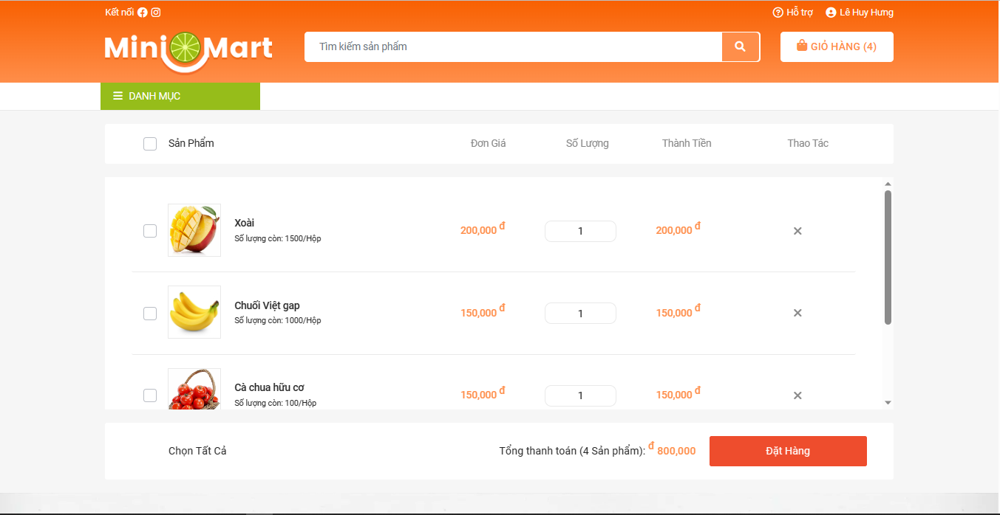 Kết nối
Hỗ trợ
Lê Huy Hưng
Mini Mart
Tìm kiếm sản phẩm
GIỎ HÀNG (4)
DANH MỤC
Sản Phẩm Đơn Giá Số Lượng Thành Tiền Thao Tác
Xoài
Số lượng còn: 1500/Hộp
200,000 đ 1 200,000 đ
Chuối Việt gap
Số lượng còn: 1000/Hộp
150,000 đ 1 150,000 đ
Cà chua hữu cơ
Số lượng còn: 100/Hộp
150,000 đ 1 150,000 đ
Chọn Tất Cả Tổng thanh toán (4 Sản phẩm): đ 800,000 Đặt Hàng